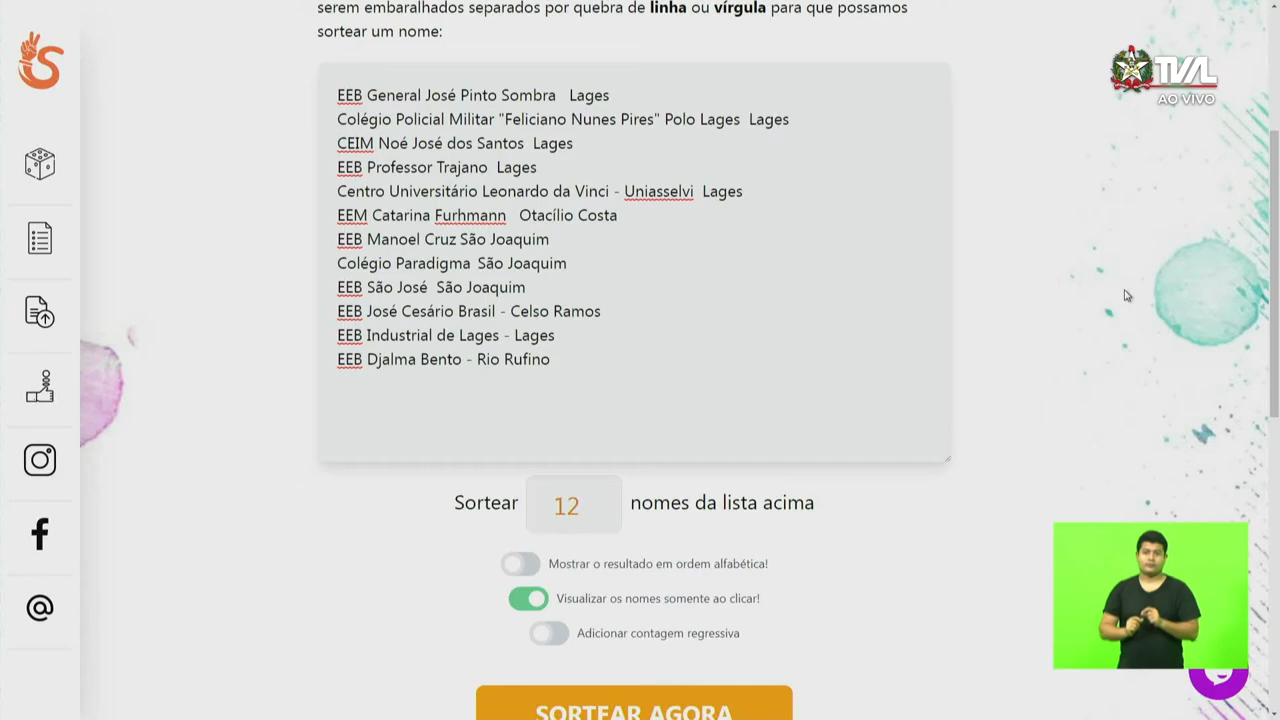 serem embaralhados separados por quebra de linha ou vírgula para que possamos
sortear um nome:
TVAL
AO VIVO
EEB General José Pinto Sombra Lages
Colégio Policial Militar "Feliciano Nunes Pires" Polo Lages Lages
CEIM Noé José dos Santos Lages
EEB Professor Trajano Lages
Centro Universitário Leonardo da Vinci - Uniasselvi Lages
EEM Catarina Furhmann Otacílio Costa
EEB Manoel Cruz São Joaquim
Colégio Paradigma São Joaquim
EEB São José São Joaquim
EEB José Cesário Brasil - Celso Ramos
EEB Industrial de Lages - Lages
EEB Djalma Bento - Rio Rufino
Sortear 12 nomes da lista acima
Mostrar o resultado em ordem alfabética!
Visualizar os nomes somente ao clicar!
Adicionar contagem regressiva
SORTEAR AGORA